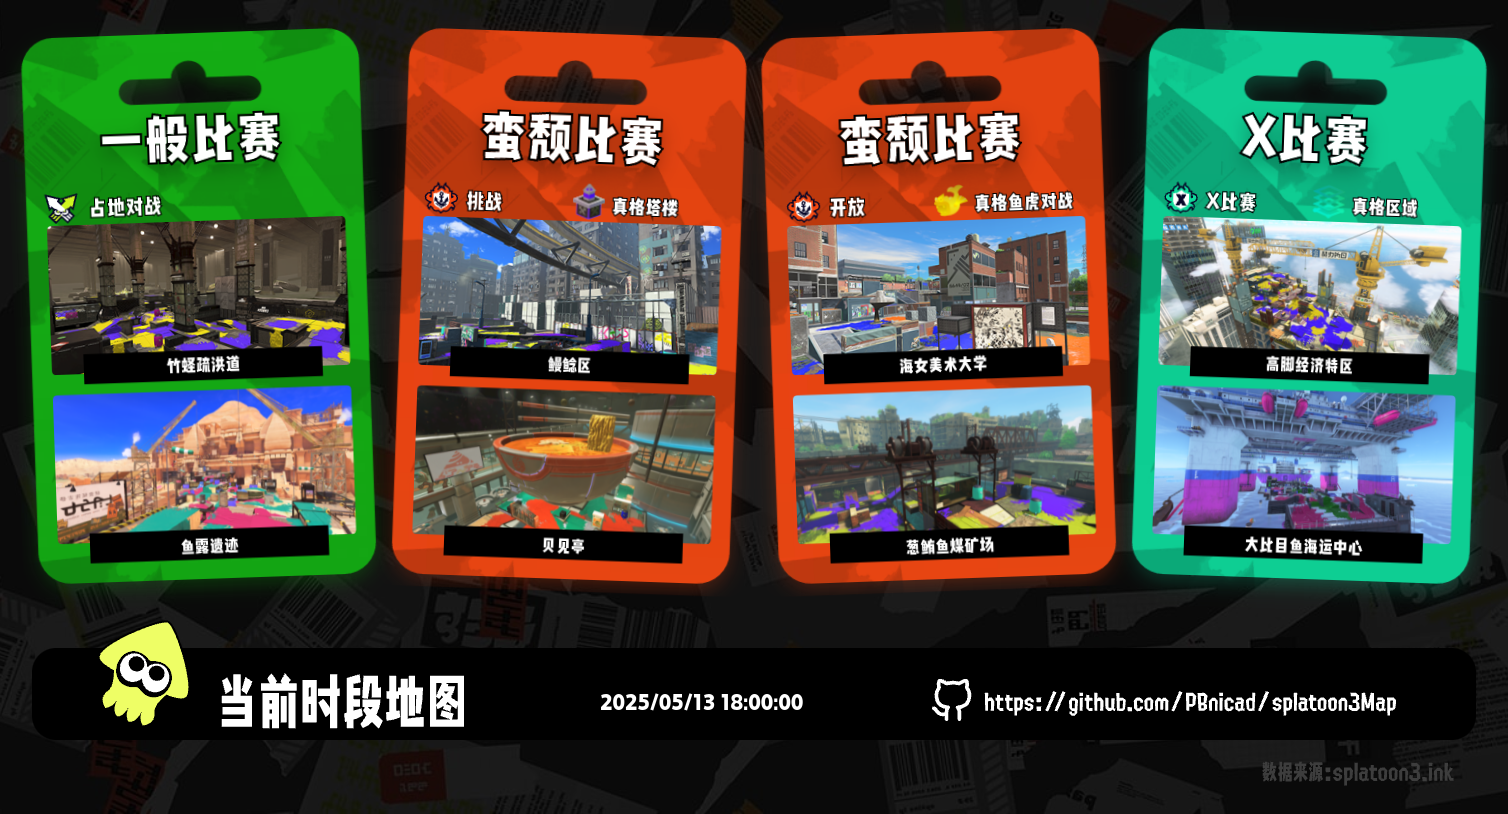 一般比赛
占地对战
竹蛏疏洪道
鱼露遗迹
蛮颓比赛
挑战
真格塔楼
鳗鲶区
贝见亭
蛮颓比赛
开放
真格鱼虎对战
海女美术大学
葱鲔鱼煤矿场
X比赛
X比赛
真格区域
高脚经济特区
大比目鱼海运中心
当前时段地图
2025/05/13 18:00:00
https://github.com/PBnicad/splatoon3Map
数据来源:splatoon3.ink